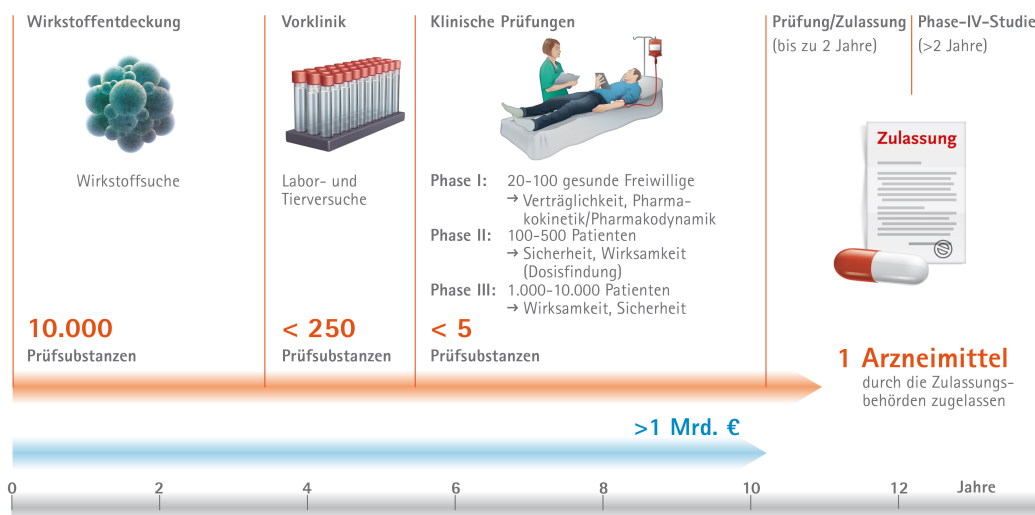 Wirkstoffentdeckung
Wirkstoffsuche
10.000
Prüfsubstanzen
Vorklinik
Labor- und
Tierversuche
< 250
Prüfsubstanzen
Klinische Prüfungen
Phase I: 20-100 gesunde Freiwillige
→ Verträglichkeit, Pharma-
kokinetik/Pharmakodynamik
Phase II: 100-500 Patienten
→ Sicherheit, Wirksamkeit
(Dosisfindung)
Phase III: 1.000-10.000 Patienten
→ Wirksamkeit, Sicherheit
< 5
Prüfsubstanzen
Prüfung/Zulassung
(bis zu 2 Jahre)
Phase-IV-Studie
(>2 Jahre)
Zulassung
1 Arzneimittel
durch die Zulassungs-
behörden zugelassen
>1 Mrd. €
0 2 4 6 8 10 12 Jahre